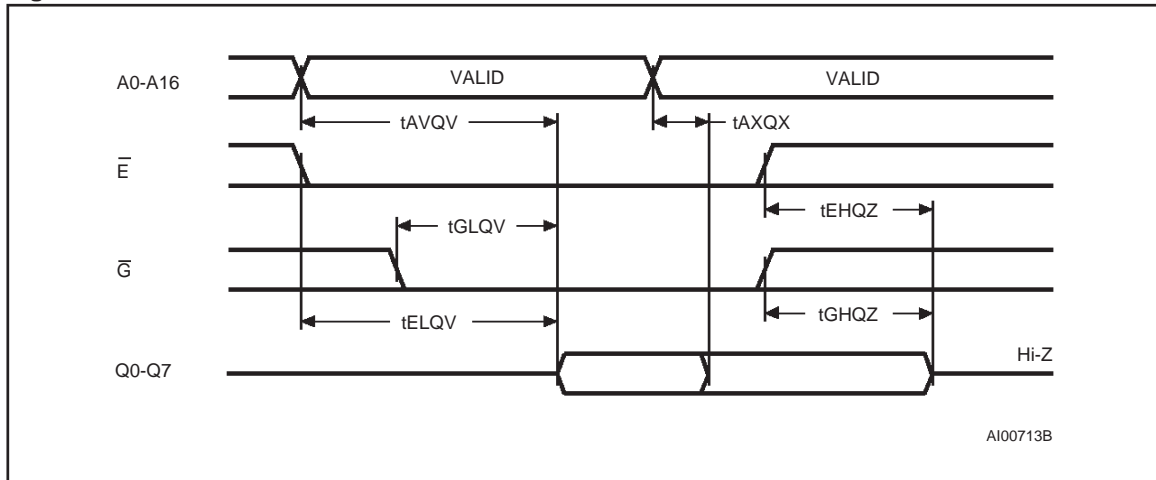 A0-A16
VALID
VALID
tAVQV
tAXQX
E̅
tEHQZ
tGLQV
G̅
tGHQZ
tELQV
Q0-Q7
Hi-Z
AI00713B